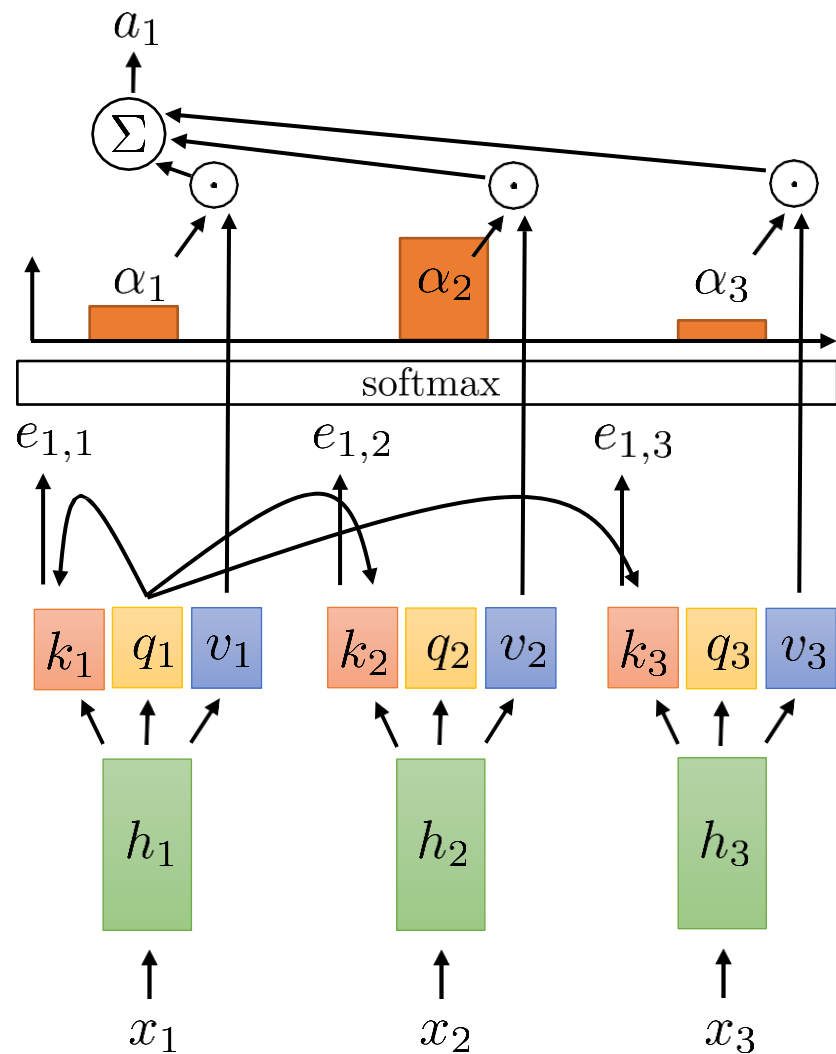 a₁
Σ
· · ·
α₁ α₂ α₃
softmax
e₁,₁ e₁,₂ e₁,₃
k₁ q₁ v₁ k₂ q₂ v₂ k₃ q₃ v₃
h₁ h₂ h₃
x₁ x₂ x₃